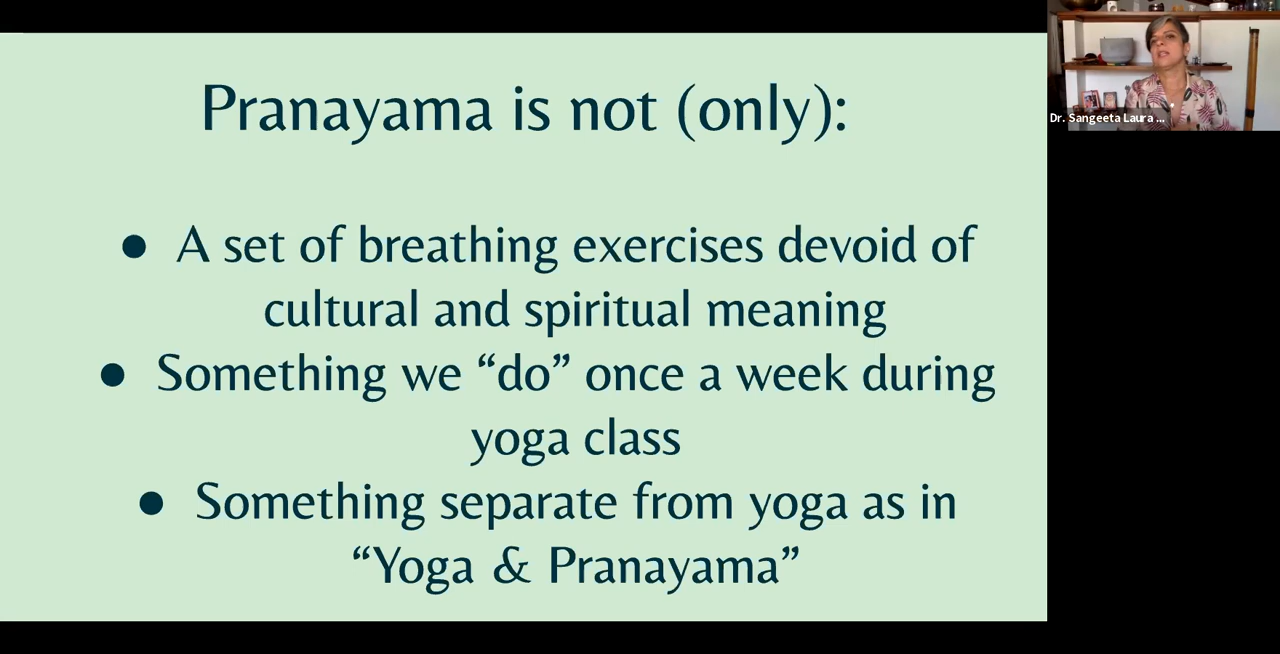 Pranayama is not (only):
● A set of breathing exercises devoid of
cultural and spiritual meaning
● Something we “do” once a week during
yoga class
● Something separate from yoga as in
“Yoga & Pranayama”
Dr. Sangeeta Laura ...